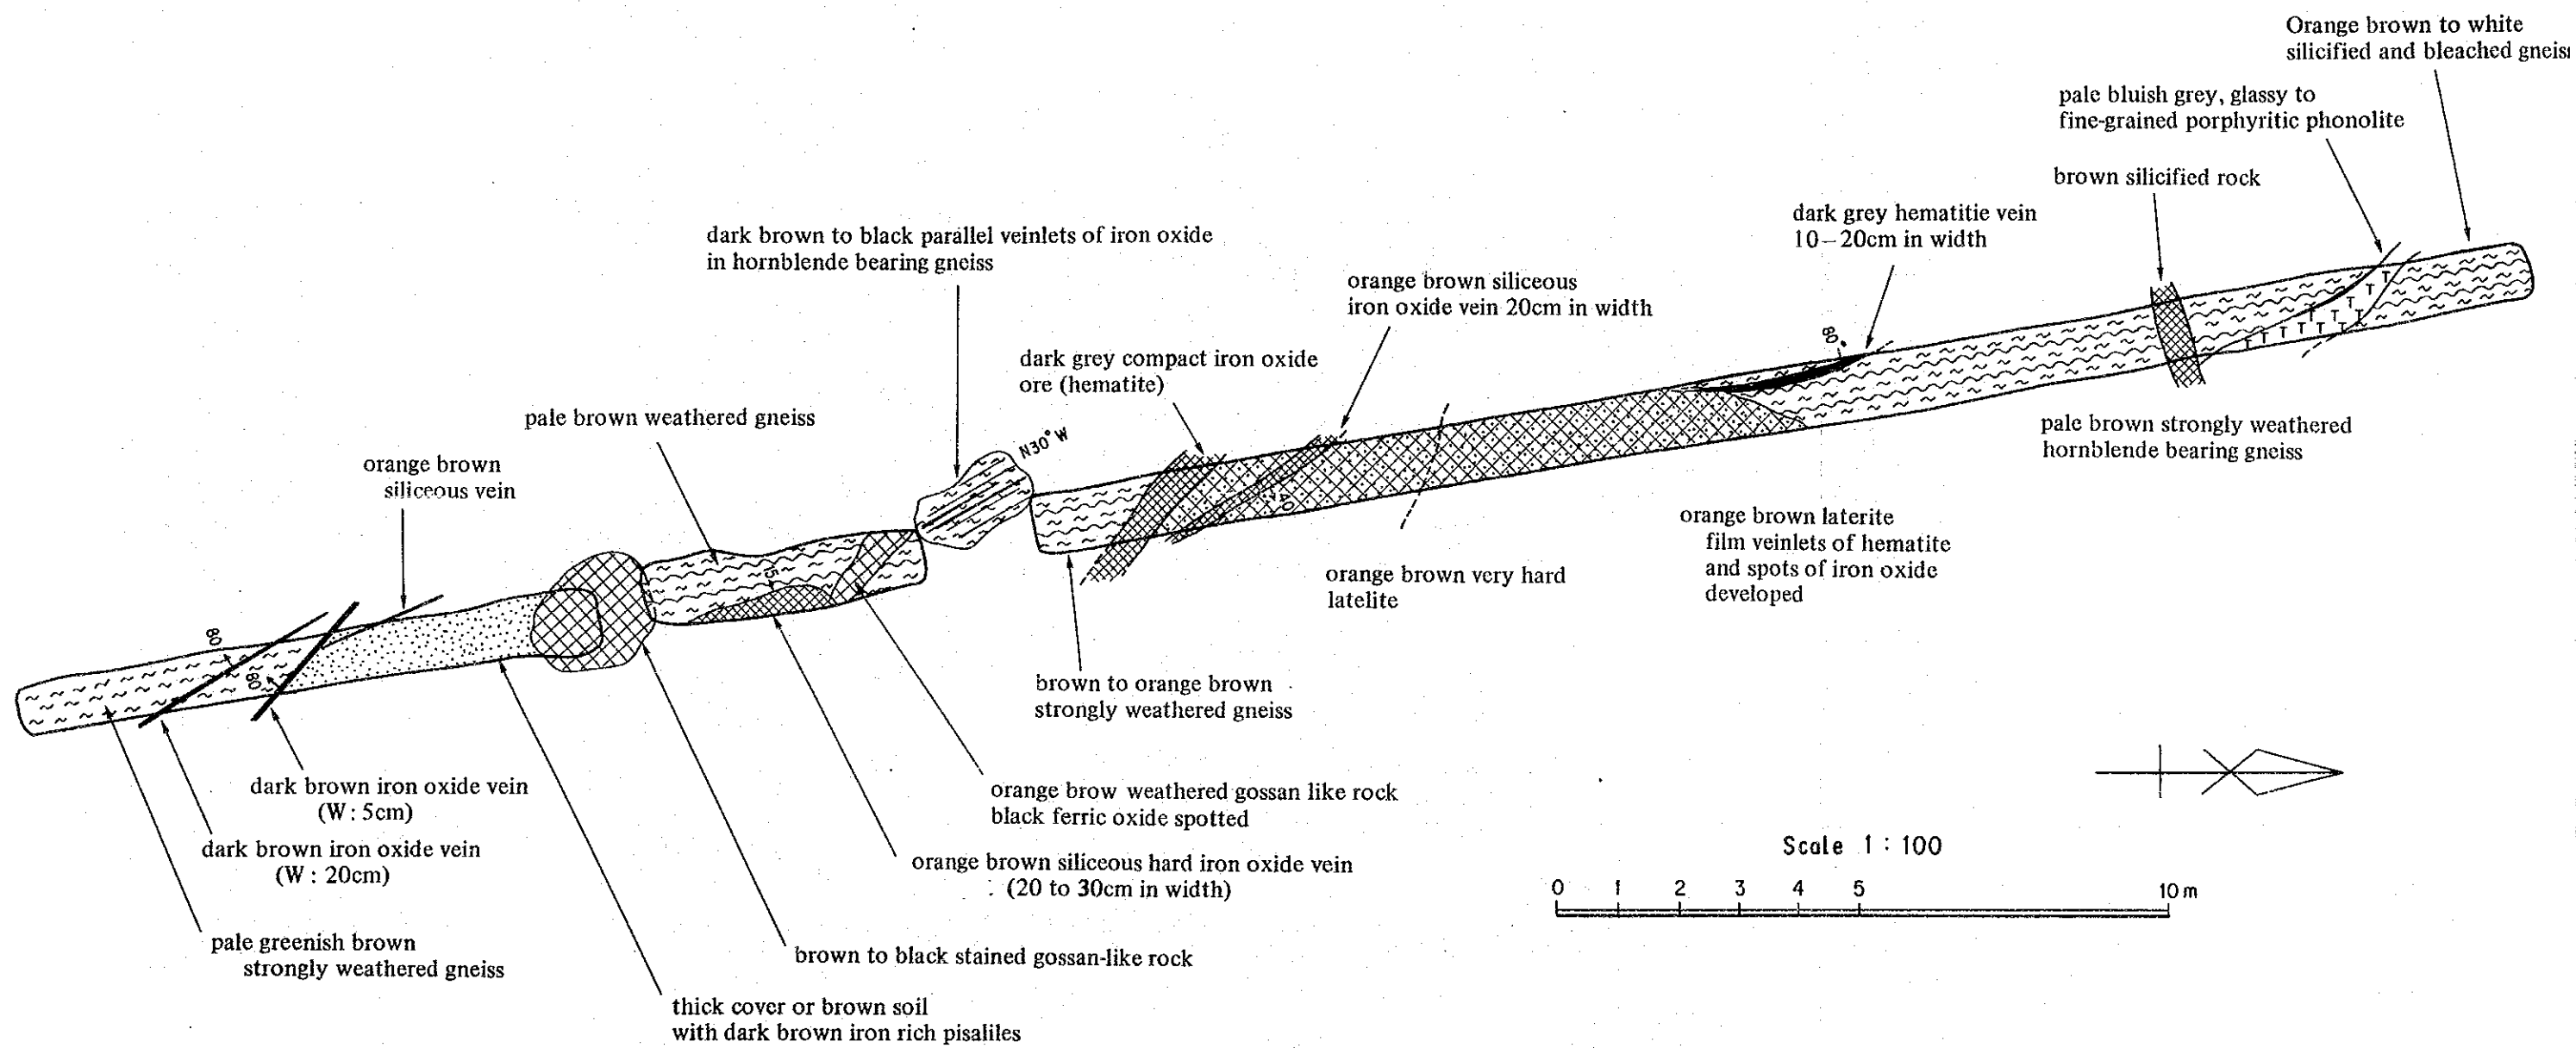 Orange brown to white
silicified and bleached gneis
pale bluish grey, glassy to
fine-grained porphyritic phonolite
brown silicified rock
dark grey hematitie vein
10–20cm in width
dark brown to black parallel veinlets of iron oxide
in hornblende bearing gneiss
orange brown siliceous
iron oxide vein 20cm in width
dark grey compact iron oxide
ore (hematite)
80°
pale brown weathered gneiss
N30°W
pale brown strongly weathered
hornblende bearing gneiss
orange brown
siliceous vein
40
orange brown laterite
film veinlets of hematite
and spots of iron oxide
developed
orange brown very hard
latelite
15
80
80
T T T T T T T T T T T
brown to orange brown
strongly weathered gneiss
dark brown iron oxide vein
(W : 5cm)
orange brow weathered gossan like rock
black ferric oxide spotted
dark brown iron oxide vein
(W : 20cm)
orange brown siliceous hard iron oxide vein
(20 to 30cm in width)
Scale 1 : 100
0 1 2 3 4 5 10 m
pale greenish brown
strongly weathered gneiss
brown to black stained gossan-like rock
thick cover or brown soil
with dark brown iron rich pisaliles